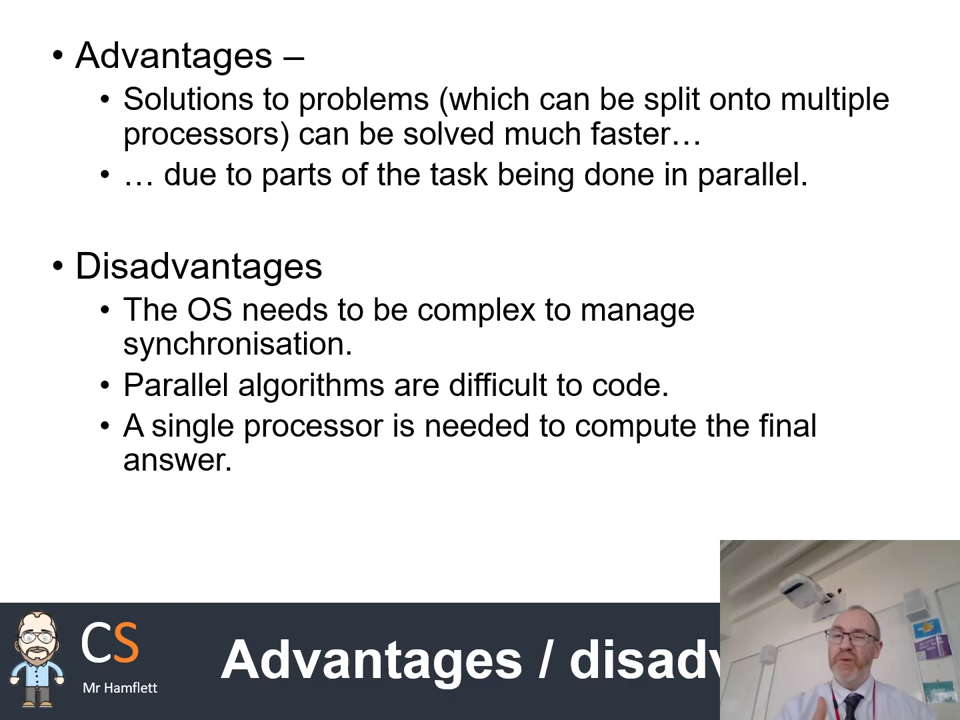 • Advantages –
• Solutions to problems (which can be split onto multiple
processors) can be solved much faster…
• … due to parts of the task being done in parallel.
• Disadvantages
• The OS needs to be complex to manage
synchronisation.
• Parallel algorithms are difficult to code.
• A single processor is needed to compute the final
answer.
CS
Mr Hamflett
Advantages / disadv